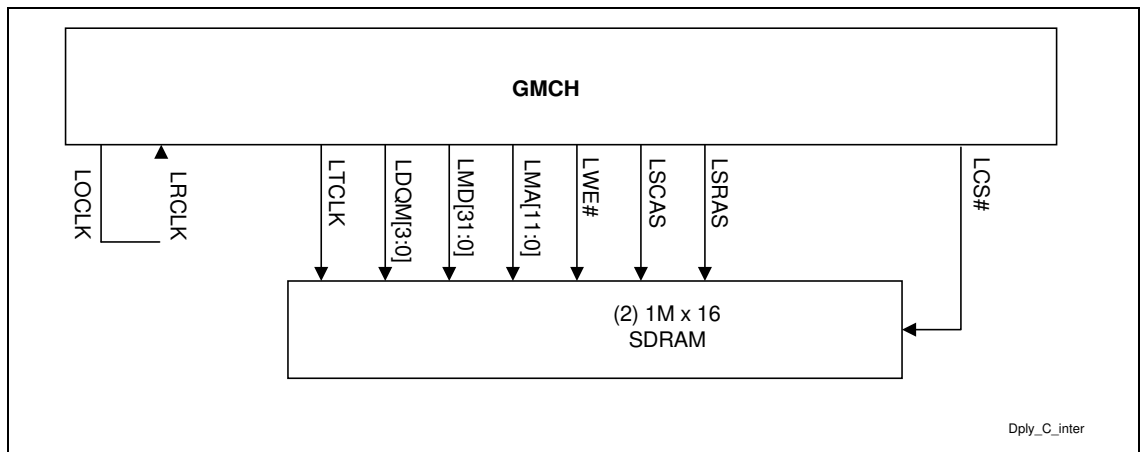 GMCH
LOCLK
LRCLK
LTCLK
LDQM[3:0]
LMD[31:0]
LMA[11:0]
LWE#
LSCAS
LSRAS
LCS#
(2) 1M x 16
SDRAM
Dply_C_inter